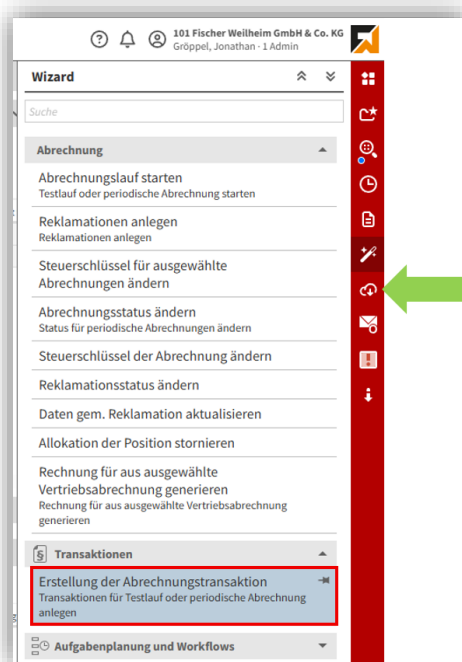 101 Fischer Weilheim GmbH & Co. KG
Gröppel, Jonathan · 1 Admin
Wizard
Suche
Abrechnung
Abrechnungslauf starten
Testlauf oder periodische Abrechnung starten
Reklamationen anlegen
Reklamationen anlegen
Steuerschlüssel für ausgewählte
Abrechnungen ändern
Abrechnungsstatus ändern
Status für periodische Abrechnungen ändern
Steuerschlüssel der Abrechnung ändern
Reklamationsstatus ändern
Daten gem. Reklamation aktualisieren
Allokation der Position stornieren
Rechnung für aus ausgewählte
Vertriebsabrechnung generieren
Rechnung für aus ausgewählte Vertriebsabrechnung
generieren
Transaktionen
Erstellung der Abrechnungstransaktion
Transaktionen für Testlauf oder periodische Abrechnung
anlegen
Aufgabenplanung und Workflows